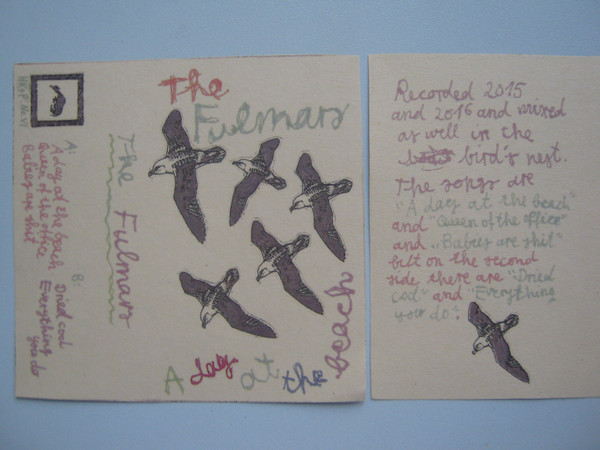 The
Fulmars
A day at the beach
The Fulmars
A:
A day at the beach
Queen of the office
Babies are shit
B:
Dried cod
Everything
you do
Recorded 2015
and 2016 and mixed
as well in the
bird's nest.
The songs are
"A day at the beach"
and "Queen of the office"
and „Babies are shit"
but on the second
side there are "Dried
cod" and "Everything
you do".